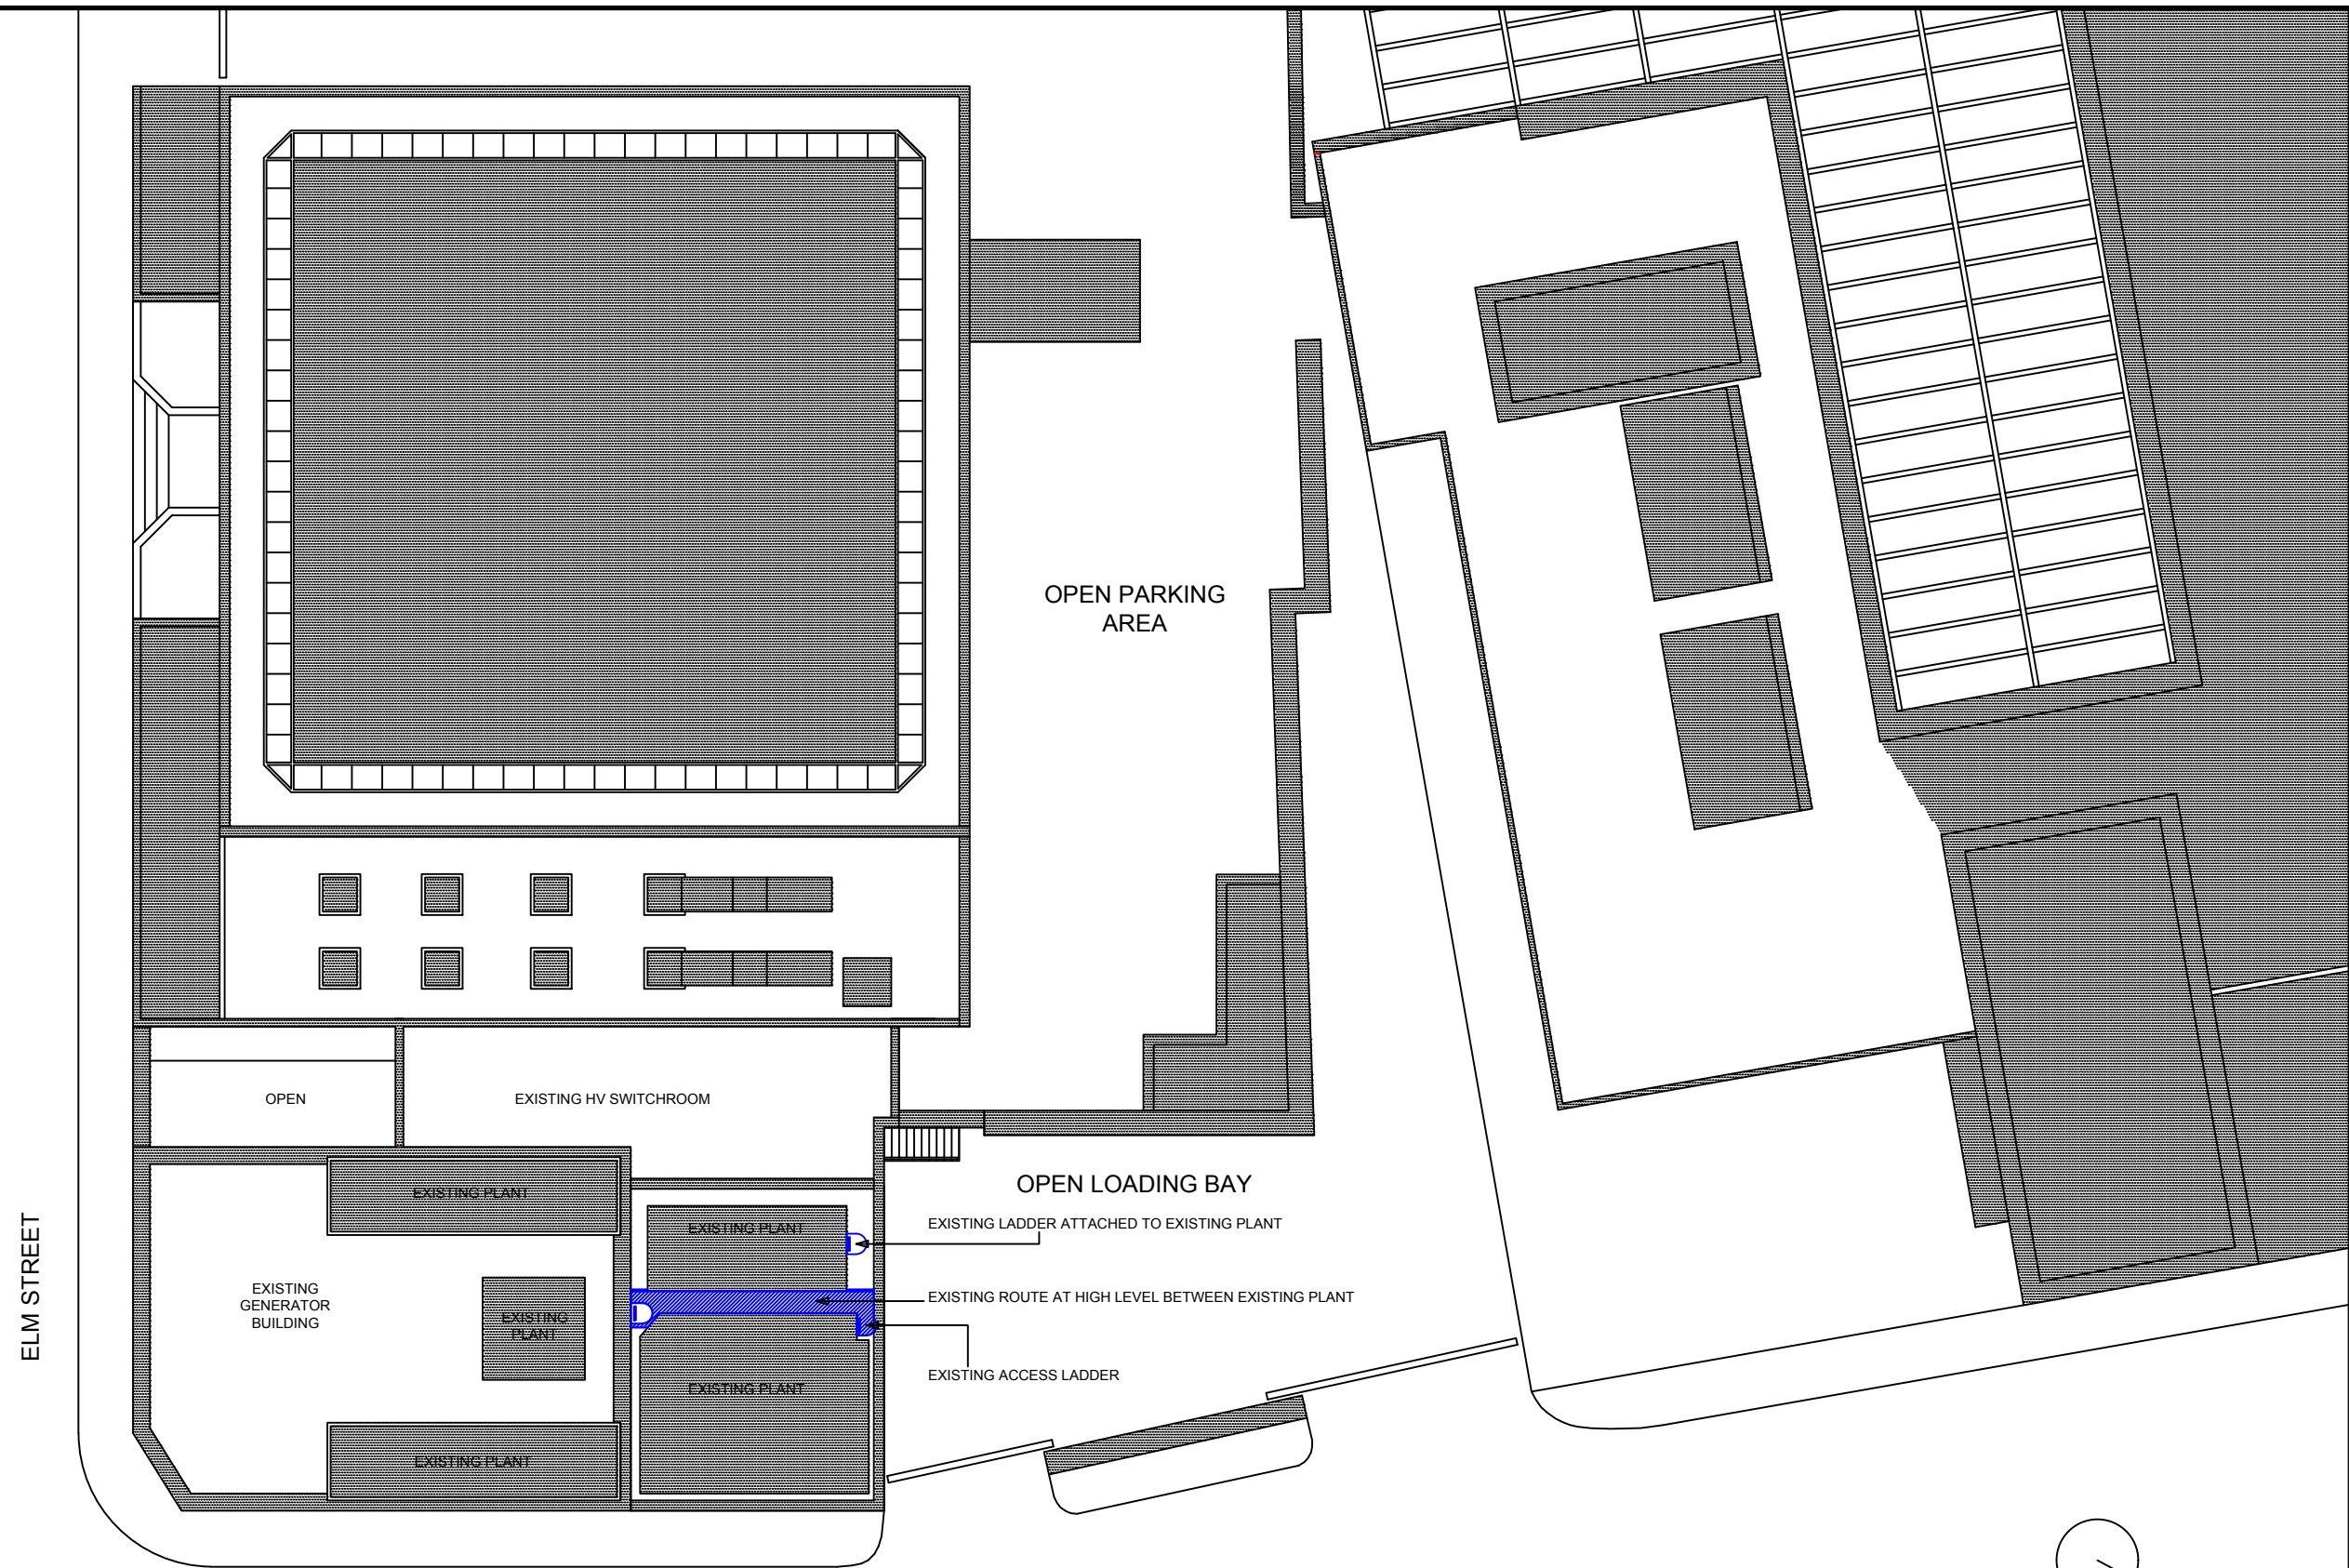 OPEN PARKING
AREA
OPEN
EXISTING HV SWITCHROOM
EXISTING PLANT
EXISTING PLANT
OPEN LOADING BAY
EXISTING LADDER ATTACHED TO EXISTING PLANT
ELM STREET
EXISTING
GENERATOR
BUILDING
EXISTING
PLANT
EXISTING ROUTE AT HIGH LEVEL BETWEEN EXISTING PLANT
EXISTING ACCESS LADDER
EXISTING PLANT
EXISTING PLANT